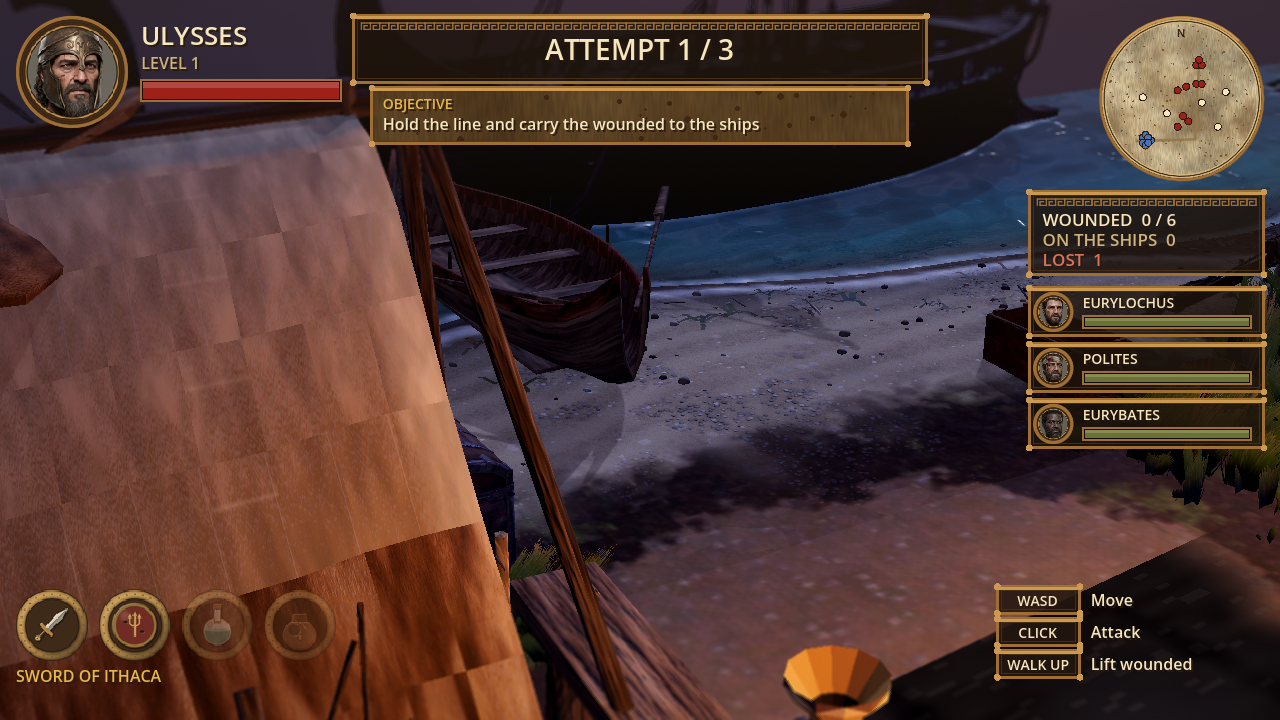 ULYSSES
LEVEL 1
ATTEMPT 1 / 3
OBJECTIVE
Hold the line and carry the wounded to the ships
N
WOUNDED 0 / 6
ON THE SHIPS 0
LOST 1
EURYLOCHUS
POLITES
EURYBATES
WASD Move
CLICK Attack
WALK UP Lift wounded
SWORD OF ITHACA